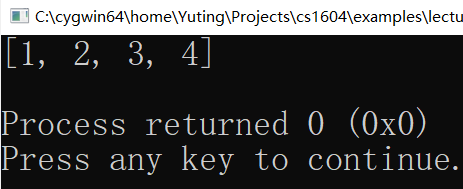 C:\cygwin64\home\Yuting\Projects\cs1604\examples\lectu
[1, 2, 3, 4]
Process returned 0 (0x0)
Press any key to continue.